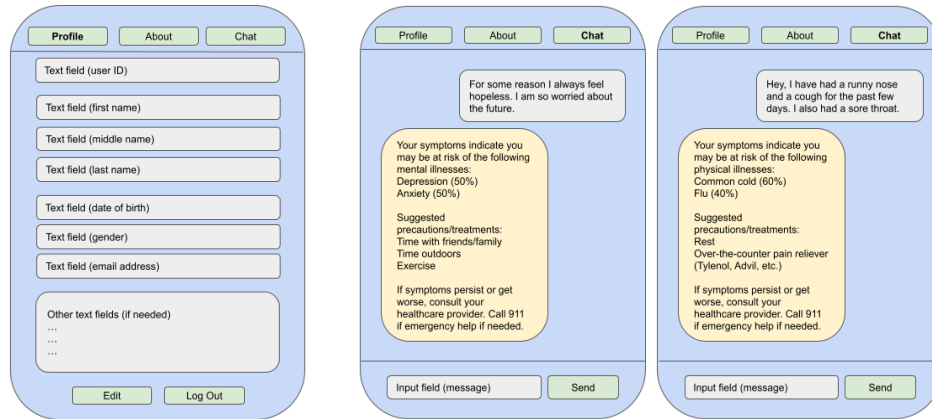 Profile
About
Chat
Text field (user ID)
Text field (first name)
Text field (middle name)
Text field (last name)
Text field (date of birth)
Text field (gender)
Text field (email address)
Other text fields (if needed)
…
…
…
Edit
Log Out
Profile
About
Chat
For some reason I always feel
hopeless. I am so worried about
the future.
Your symptoms indicate you
may be at risk of the following
mental illnesses:
Depression (50%)
Anxiety (50%)
Suggested
precautions/treatments:
Time with friends/family
Time outdoors
Exercise
If symptoms persist or get
worse, consult your
healthcare provider. Call 911
if emergency help if needed.
Input field (message)
Send
Profile
About
Chat
Hey, I have had a runny nose
and a cough for the past few
days. I also had a sore throat.
Your symptoms indicate you
may be at risk of the following
physical illnesses:
Common cold (60%)
Flu (40%)
Suggested
precautions/treatments:
Rest
Over-the-counter pain reliever
(Tylenol, Advil, etc.)
If symptoms persist or get
worse, consult your
healthcare provider. Call 911
if emergency help if needed.
Input field (message)
Send